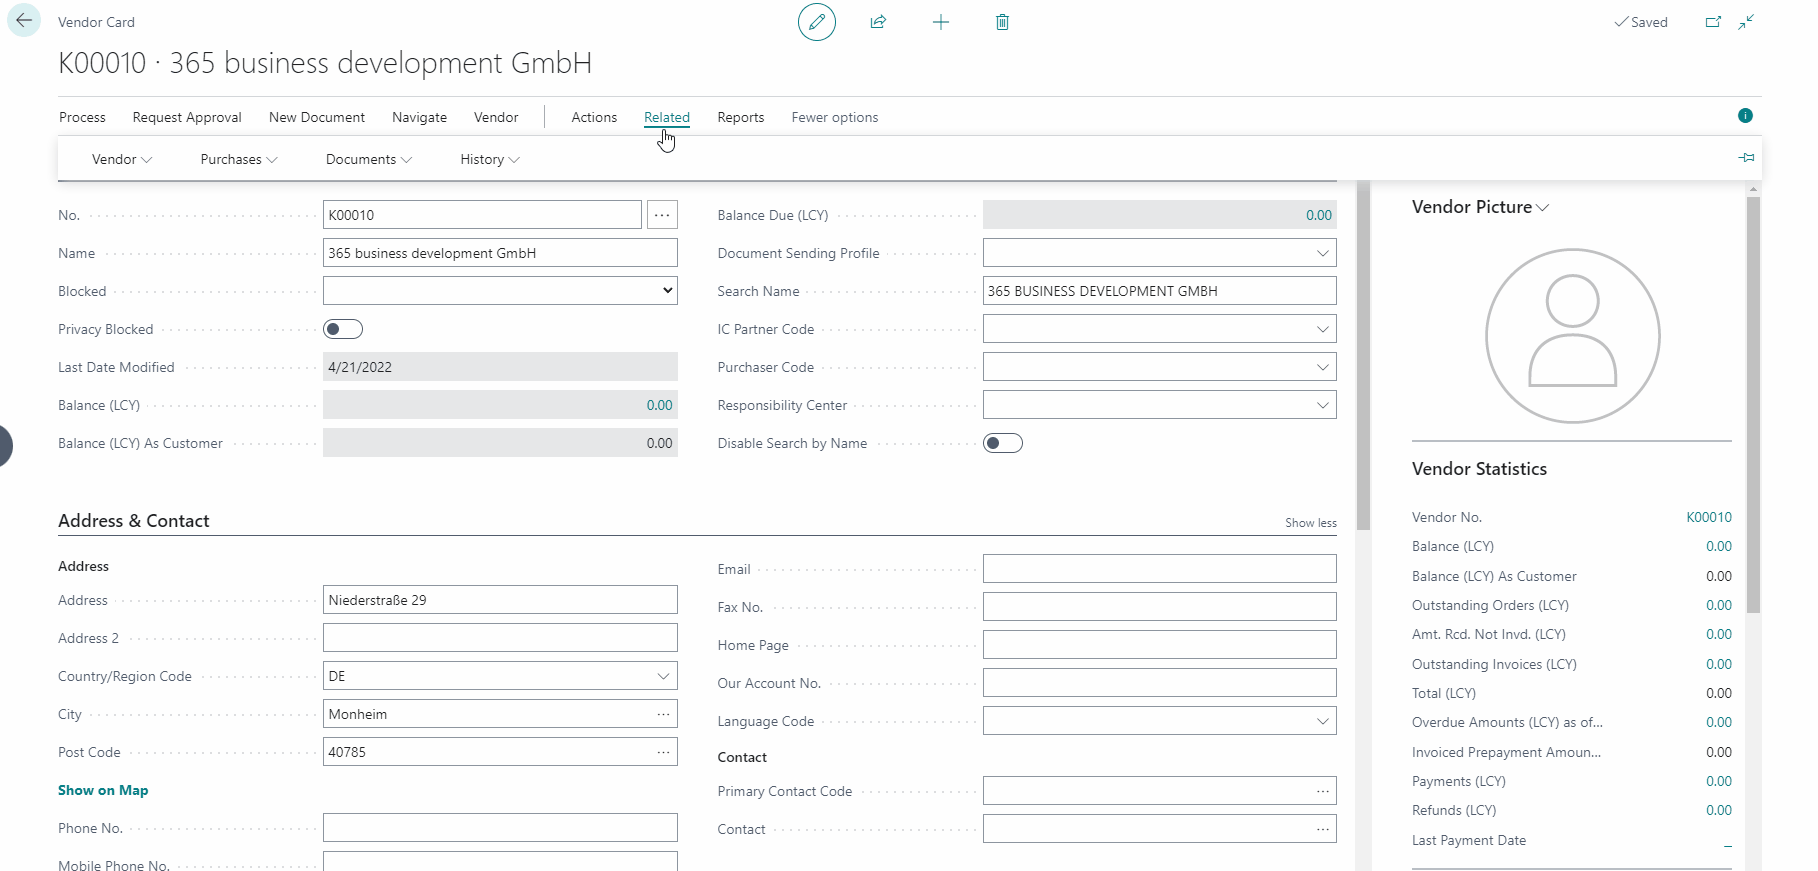 Vendor Card
Saved
K00010 · 365 business development GmbH
Process Request Approval New Document Navigate Vendor Actions Related Reports Fewer options
Vendor Purchases Documents History
No. K00010
Name 365 business development GmbH
Blocked
Privacy Blocked
Last Date Modified 4/21/2022
Balance (LCY) 0.00
Balance (LCY) As Customer 0.00
Balance Due (LCY) 0.00
Document Sending Profile
Search Name 365 BUSINESS DEVELOPMENT GMBH
IC Partner Code
Purchaser Code
Responsibility Center
Disable Search by Name
Address & Contact
Show less
Address
Address Niederstraße 29
Address 2
Country/Region Code DE
City Monheim
Post Code 40785
Show on Map
Phone No.
Mobile Phone No.
Email
Fax No.
Home Page
Our Account No.
Language Code
Contact
Primary Contact Code
Contact
Vendor Picture
Vendor Statistics
Vendor No. K00010
Balance (LCY) 0.00
Balance (LCY) As Customer 0.00
Outstanding Orders (LCY) 0.00
Amt. Rcd. Not Invd. (LCY) 0.00
Outstanding Invoices (LCY) 0.00
Total (LCY) 0.00
Overdue Amounts (LCY) as of... 0.00
Invoiced Prepayment Amoun... 0.00
Payments (LCY) 0.00
Refunds (LCY) 0.00
Last Payment Date _